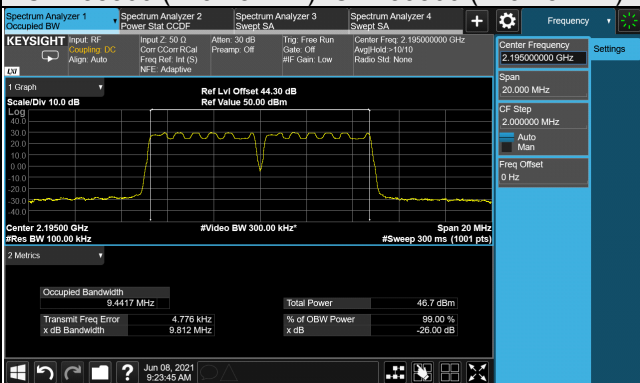 Spectrum Analyzer 1
Occupied BW
Spectrum Analyzer 2
Power Stat CCDF
Spectrum Analyzer 3
Swept SA
Spectrum Analyzer 4
Swept SA
Frequency
KEYSIGHT
Input: RF
Coupling: DC
Align: Auto
Input Z: 50 Ω
Corr CCorr RCal
Freq Ref: Int (S)
NFE: Adaptive
Atten: 30 dB
Preamp: Off
Trig: Free Run
Gate: Off
#IF Gain: Low
Center Freq: 2.195000000 GHz
Avg|Hold:>10/10
Radio Std: None
LXI
Center Frequency
2.195000000 GHz
Settings
Span
20.000 MHz
CF Step
2.000000 MHz
Auto
Man
Freq Offset
0 Hz
1 Graph
Scale/Div 10.0 dB
Ref Lvl Offset 44.30 dB
Ref Value 50.00 dBm
Log
40.0
30.0
20.0
10.0
0.00
-10.0
-20.0
-30.0
-40.0
Center 2.19500 GHz
#Res BW 100.00 kHz
#Video BW 300.00 kHz*
Span 20 MHz
#Sweep 300 ms (1001 pts)
2 Metrics
Occupied Bandwidth
9.4417 MHz
Total Power 46.7 dBm
Transmit Freq Error 4.776 kHz
% of OBW Power 99.00 %
x dB Bandwidth 9.812 MHz
x dB -26.00 dB
?
Jun 08, 2021
9:23:45 AM